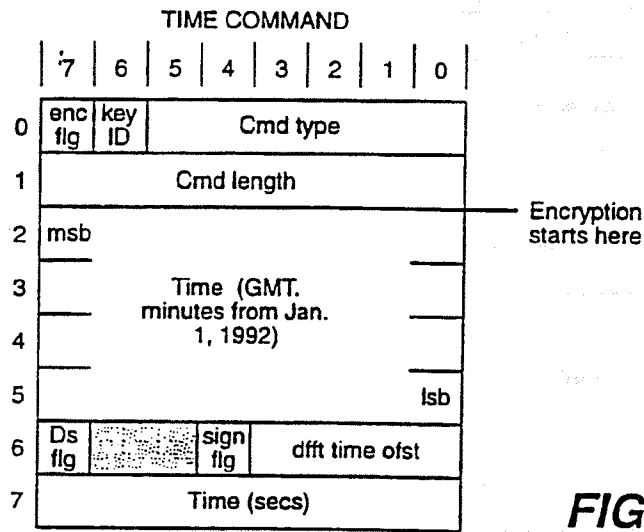 TIME COMMAND
7 6 5 4 3 2 1 0
0 enc flg key ID Cmd type
1 Cmd length
Encryption starts here
2 msb
3 Time (GMT.
minutes from Jan.
4 1, 1992)
5 lsb
6 Ds flg sign flg dfft time ofst
7 Time (secs)
FIG